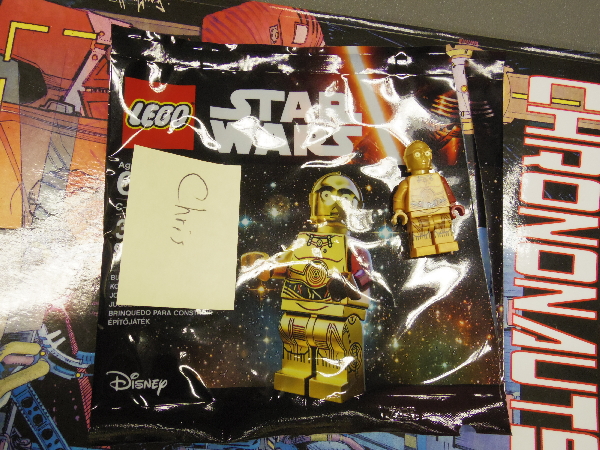 LEGO
STAR
WARS
Chris
BRINQUEDO PARA CONSTRUIR
ÉPÍTŐJÁTÉK
Disney
CHRONONAUTS